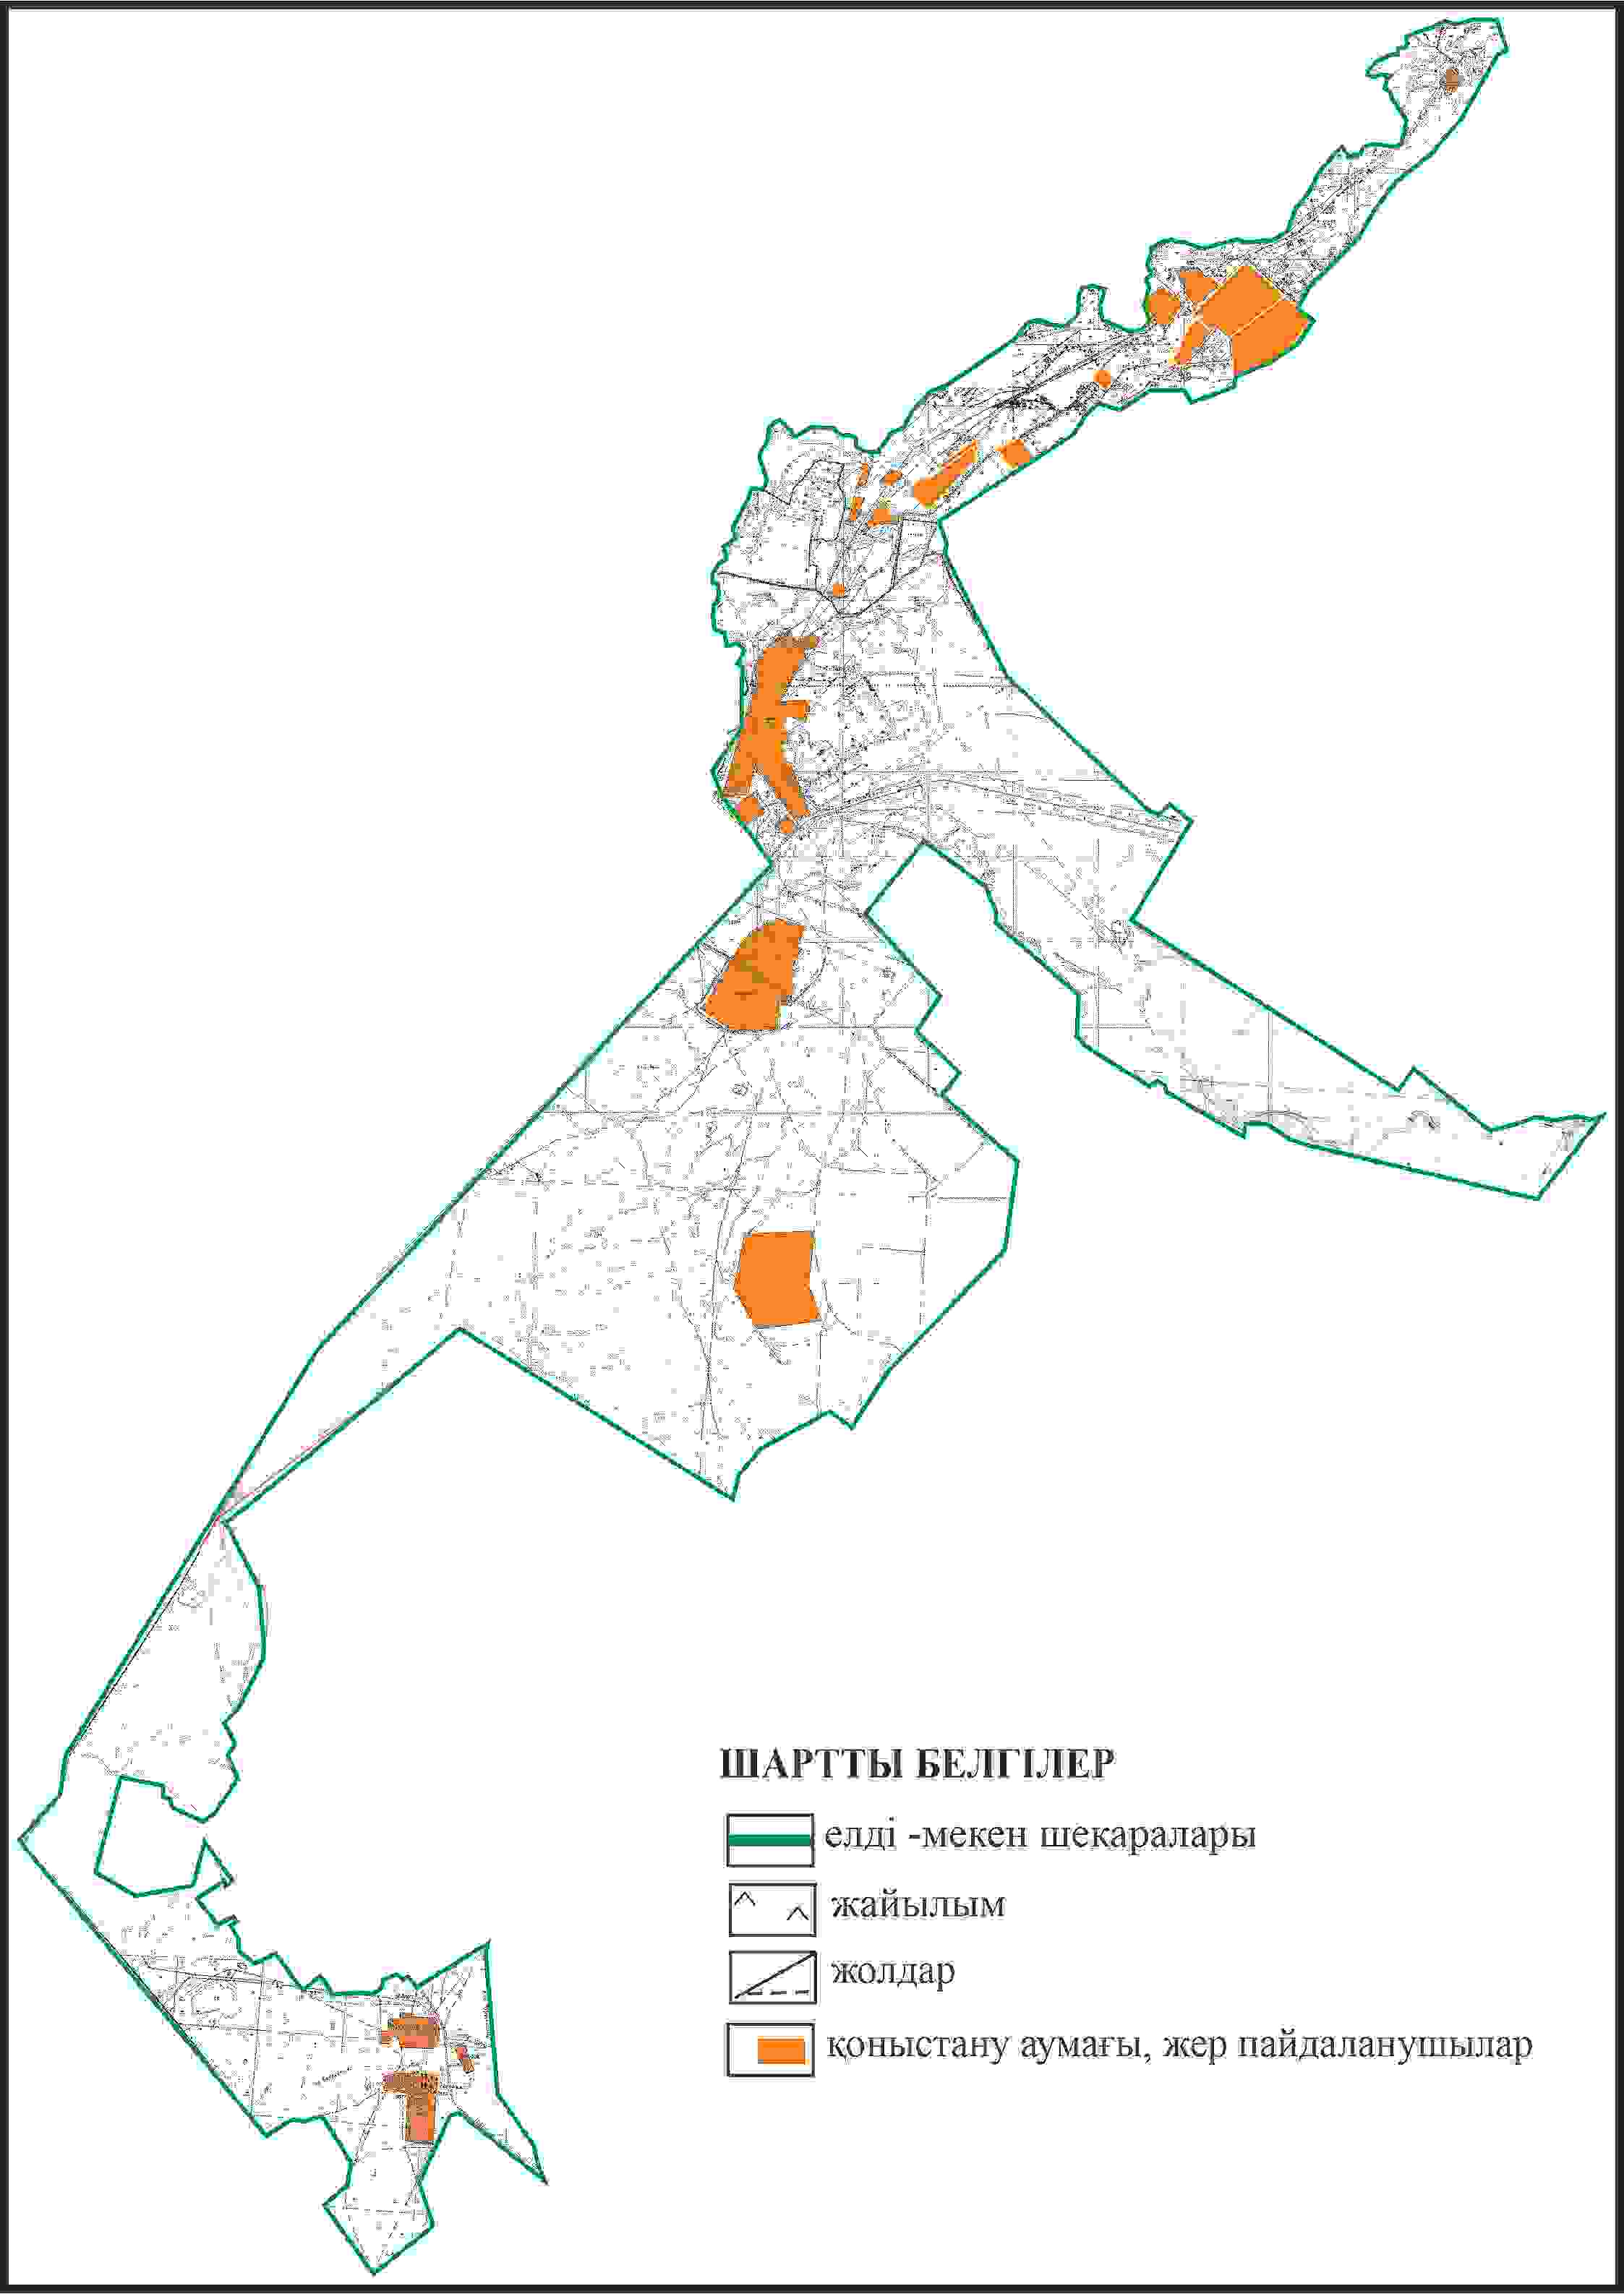 ШАРТТЫ БЕЛГІЛЕР
елді -мекен шекаралары
жайылым
жолдар
қоныстану аумағы, жер пайдаланушылар